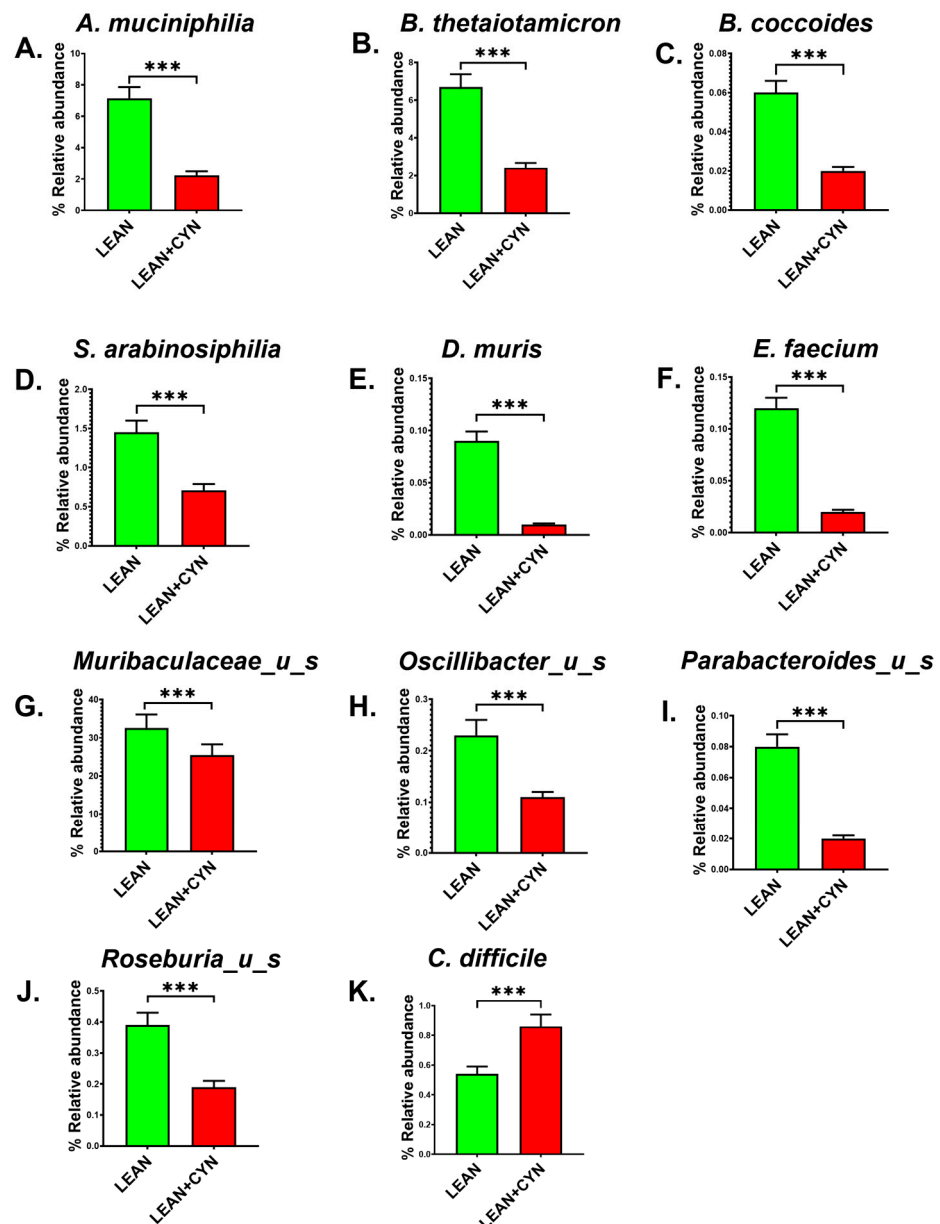 A. muciniphilia
A.
***
% Relative abundance
10
8
6
4
2
0
LEAN
LEAN+CYN
B. thetaiotamicron
B.
***
% Relative abundance
8
6
4
2
0
LEAN
LEAN+CYN
B. coccoides
C.
***
% Relative abundance
0.08
0.06
0.04
0.02
0.00
LEAN
LEAN+CYN
S. arabinosiphilia
D.
***
% Relative abundance
2.0
1.5
1.0
0.5
0.0
LEAN
LEAN+CYN
D. muris
E.
***
% Relative abundance
0.15
0.10
0.05
0.00
LEAN
LEAN+CYN
E. faecium
F.
***
% Relative abundance
0.15
0.10
0.05
0.00
LEAN
LEAN+CYN
Muribaculaceae_u_s
G.
***
% Relative abundance
40
30
20
10
0
LEAN
LEAN+CYN
Oscillibacter_u_s
H.
***
% Relative abundance
0.3
0.2
0.1
0.0
LEAN
LEAN+CYN
Parabacteroides_u_s
I.
***
% Relative abundance
0.10
0.08
0.06
0.04
0.02
0.00
LEAN
LEAN+CYN
Roseburia_u_s
J.
***
% Relative abundance
0.5
0.4
0.3
0.2
0.1
0.0
LEAN
LEAN+CYN
C. difficile
K.
***
% Relative abundance
1.0
0.8
0.6
0.4
0.2
0.0
LEAN
LEAN+CYN